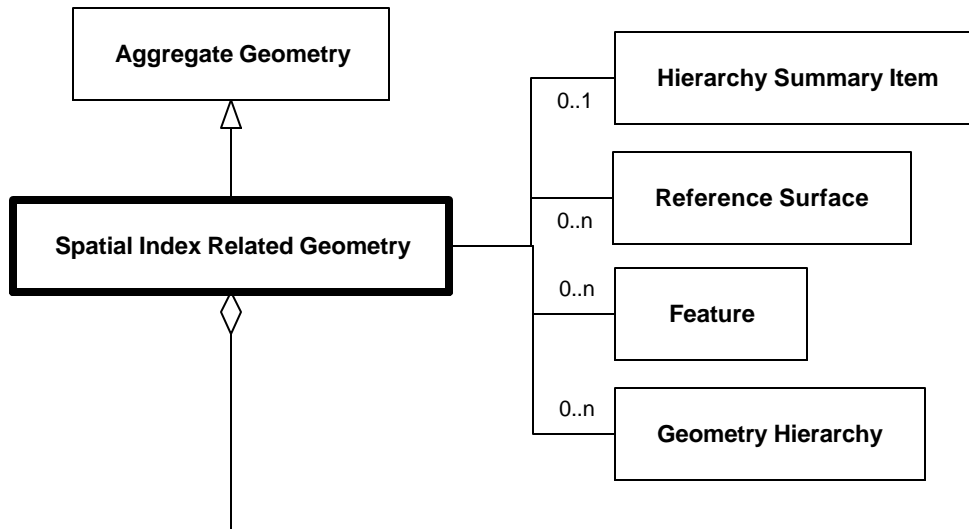 Aggregate Geometry
Hierarchy Summary Item
0..1
Reference Surface
0..n
Spatial Index Related Geometry
0..n
Feature
0..n
Geometry Hierarchy